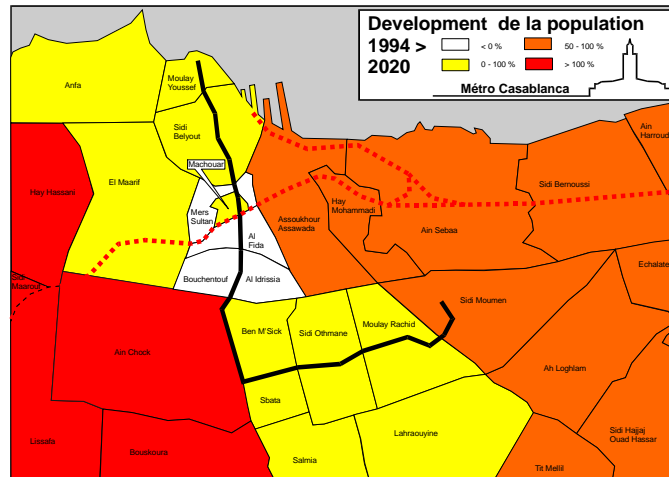 Development de la population
1994 >
2020
< 0 %
50 - 100 %
0 - 100 %
> 100 %
Métro Casablanca
Anfa
Moulay
Youssef
Sidi
Belyout
Machouar
El Maarif
Hay Hassani
Mers
Sultan
Al
Fida
Bouchentouf
Al Idrissia
Assoukhour
Assawada
Hay
Mohammadi
Ain Sebaa
Sidi Bernoussi
Ain
Harrouda
Echalate
Sidi
Maarouf
Ain Chock
Ben M'Sick
Sidi Othmane
Moulay Rachid
Sidi Moumen
Ah Loghlam
Sbata
Lahraouyine
Salmia
Lissafa
Bouskoura
Tit Mellil
Sidi Hajjaj
Ouad Hassar